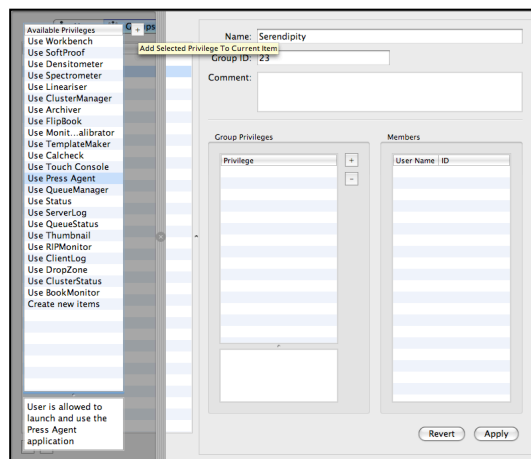 Groups
Available Privileges
+
Add Selected Privilege To Current Item
Use Workbench
Use SoftProof
Use Densitometer
Use Spectrometer
Use Lineariser
Use ClusterManager
Use Archiver
Use FlipBook
Use Monit...alibrator
Use TemplateMaker
Use Calcheck
Use Touch Console
Use Press Agent
Use QueueManager
Use Status
Use ServerLog
Use QueueStatus
Use Thumbnail
Use RIPMonitor
Use ClientLog
Use DropZone
Use ClusterStatus
Use BookMonitor
Create new items
User is allowed to
launch and use the
Press Agent
application
Name: Serendipity
Group ID: 23
Comment:
Group Privileges
Privilege
+
-
Members
User Name ID
Revert Apply